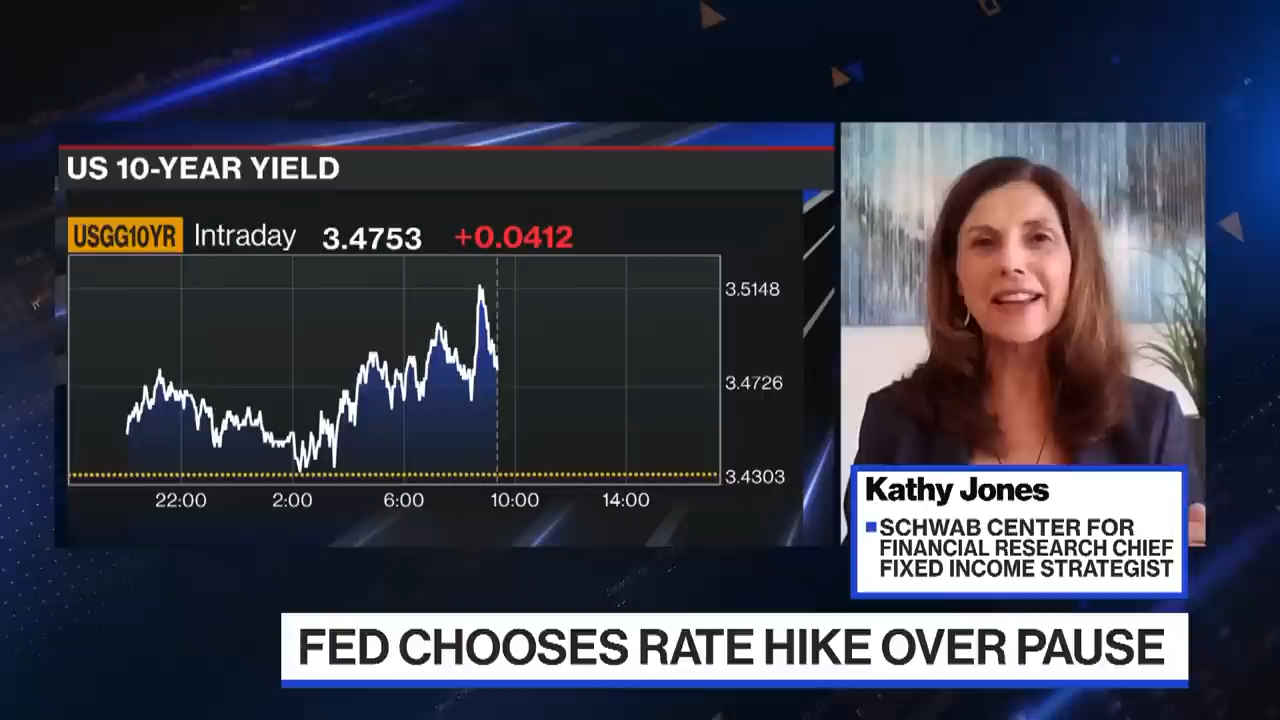 US 10-YEAR YIELD
USGG10YR Intraday 3.4753 +0.0412
3.5148
3.4726
3.4303
22:00 2:00 6:00 10:00 14:00
Kathy Jones
SCHWAB CENTER FOR
FINANCIAL RESEARCH CHIEF
FIXED INCOME STRATEGIST
FED CHOOSES RATE HIKE OVER PAUSE